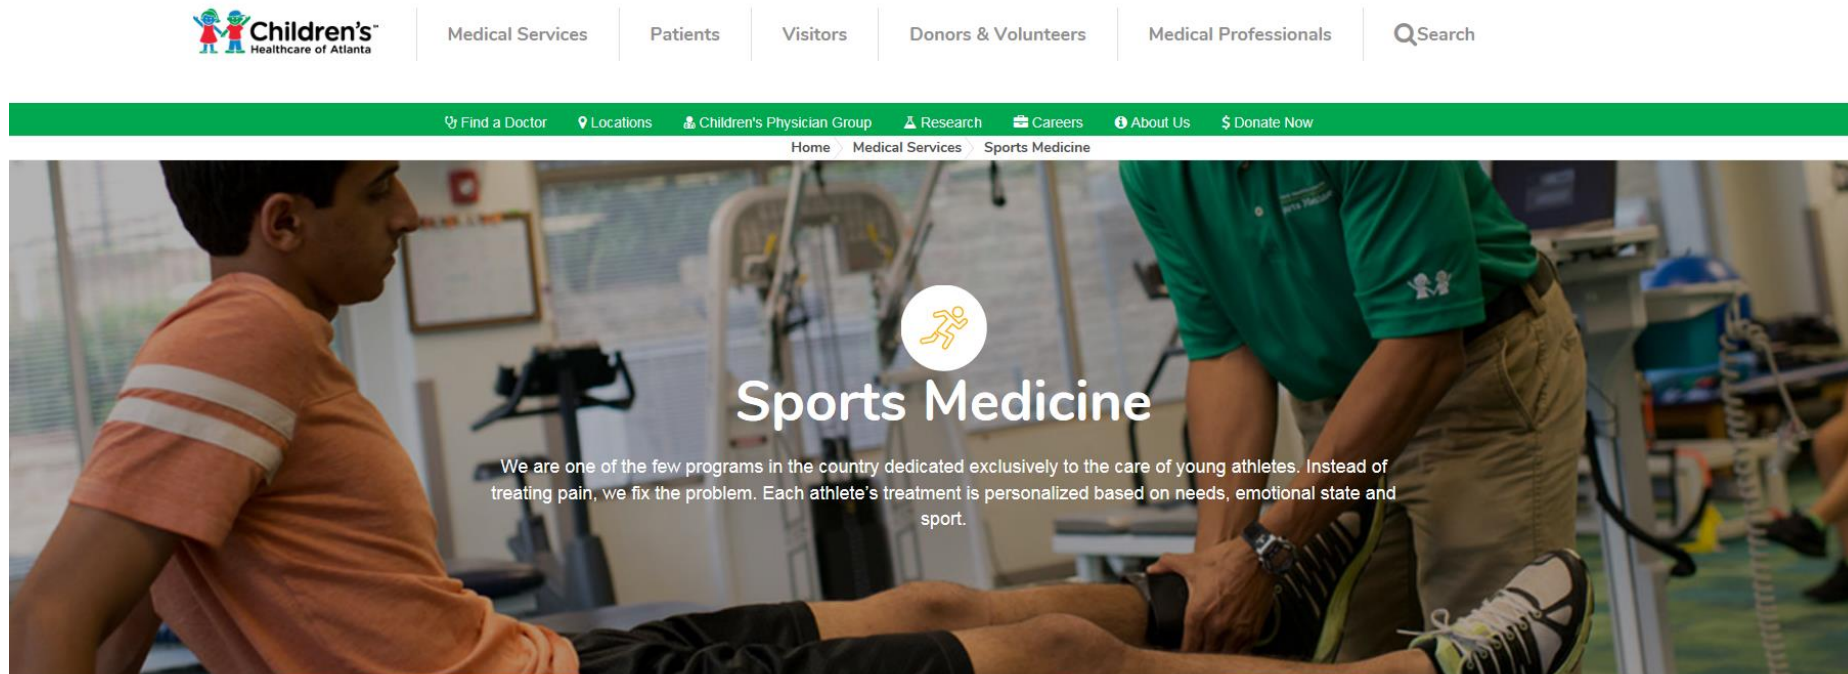 Children's™
Healthcare of Atlanta
Medical Services
Patients
Visitors
Donors & Volunteers
Medical Professionals
Search
Find a Doctor
Locations
Children's Physician Group
Research
Careers
About Us
$ Donate Now
Home
Medical Services
Sports Medicine
Sports Medicine
We are one of the few programs in the country dedicated exclusively to the care of young athletes. Instead of
treating pain, we fix the problem. Each athlete's treatment is personalized based on needs, emotional state and
sport.